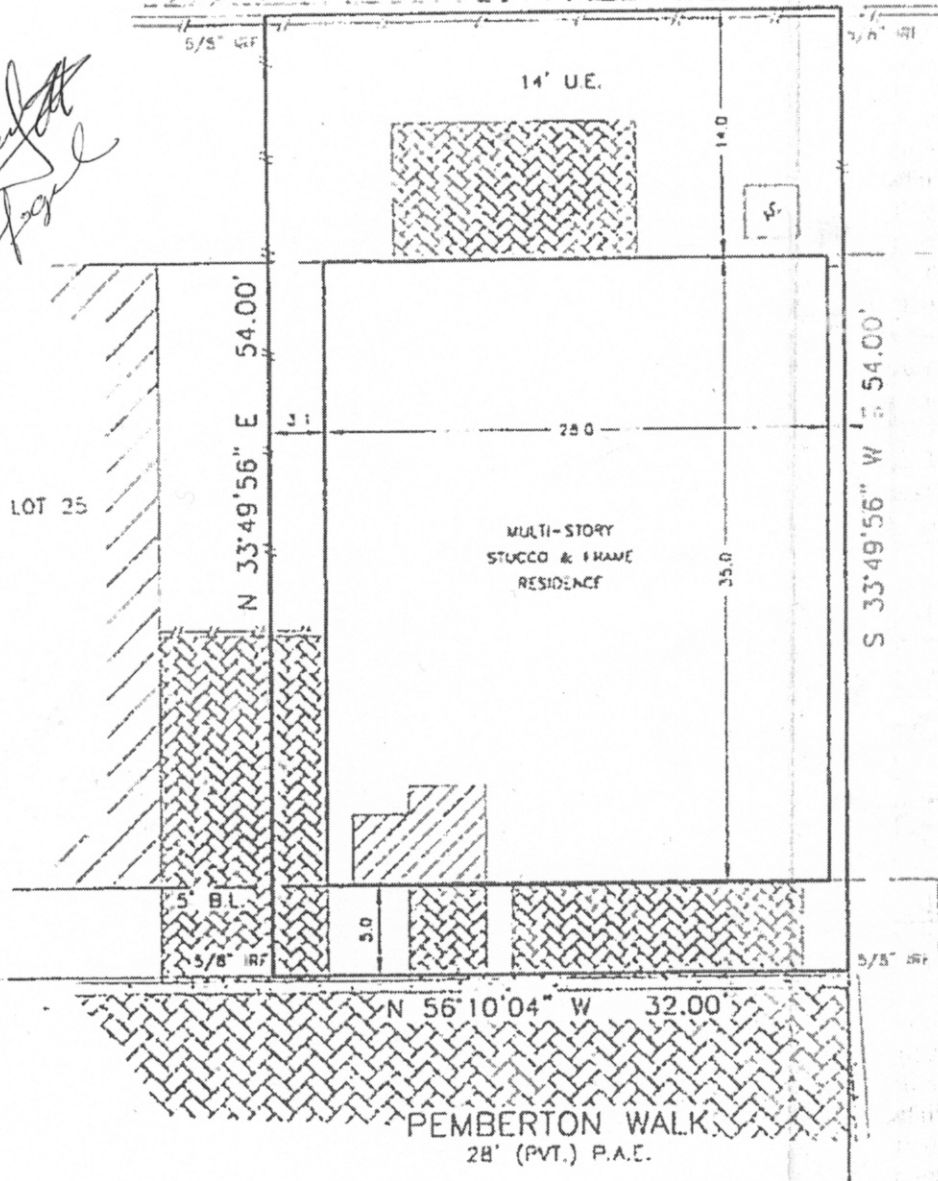 5/8" IRF
14' U.E.
14.0
S
N 33°49'56" E 54.00'
S 33°49'56" W 54.00'
28.0
LOT 25
MULTI-STORY
STUCCO & FRAME
RESIDENCE
35.0
5' B.L.
5.0
5/8" IRF
5/8" IRF
N 56°10'04" W 32.00'
PEMBERTON WALK
28' (PVT.) P.A.E.